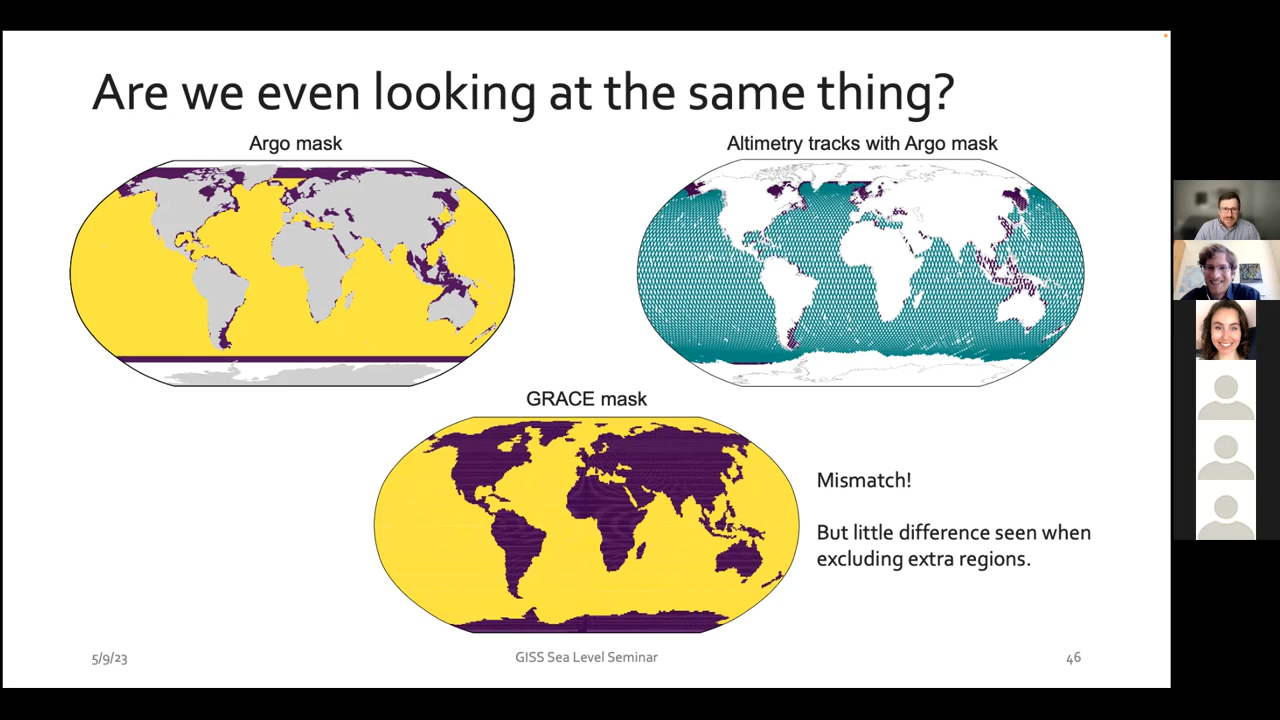 Are we even looking at the same thing?
Argo mask
Altimetry tracks with Argo mask
GRACE mask
Mismatch!
But little difference seen when
excluding extra regions.
5/9/23
GISS Sea Level Seminar
46